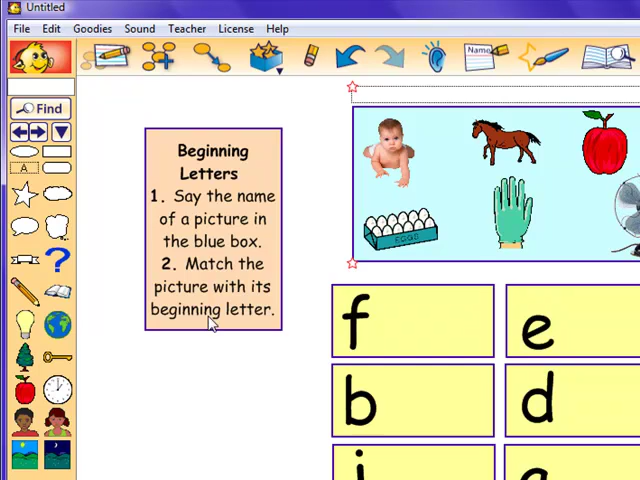 Untitled
File Edit Goodies Sound Teacher License Help
Name
Find
A
Beginning
Letters
1. Say the name
of a picture in
the blue box.
2. Match the
picture with its
beginning letter.
EGGS
f e
b d